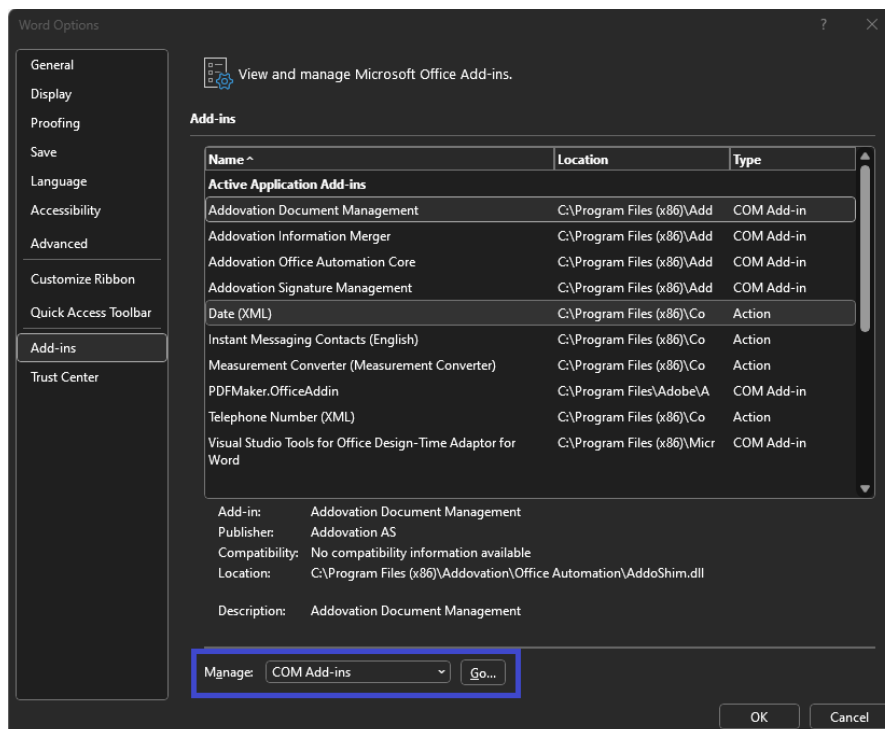 Word Options ?
General
Display
Proofing
Save
Language
Accessibility
Advanced
Customize Ribbon
Quick Access Toolbar
Add-ins
Trust Center
View and manage Microsoft Office Add-ins.
Add-ins
Name Location Type
Active Application Add-ins
Addovation Document Management C:\Program Files (x86)\Add COM Add-in
Addovation Information Merger C:\Program Files (x86)\Add COM Add-in
Addovation Office Automation Core C:\Program Files (x86)\Add COM Add-in
Addovation Signature Management C:\Program Files (x86)\Add COM Add-in
Date (XML) C:\Program Files (x86)\Co Action
Instant Messaging Contacts (English) C:\Program Files (x86)\Co Action
Measurement Converter (Measurement Converter) C:\Program Files (x86)\Co Action
PDFMaker.OfficeAddin C:\Program Files\Adobe\A COM Add-in
Telephone Number (XML) C:\Program Files (x86)\Co Action
Visual Studio Tools for Office Design-Time Adaptor for C:\Program Files (x86)\Micr COM Add-in
Word
Add-in: Addovation Document Management
Publisher: Addovation AS
Compatibility: No compatibility information available
Location: C:\Program Files (x86)\Addovation\Office Automation\AddoShim.dll
Description: Addovation Document Management
Manage: COM Add-ins Go...
OK Cancel